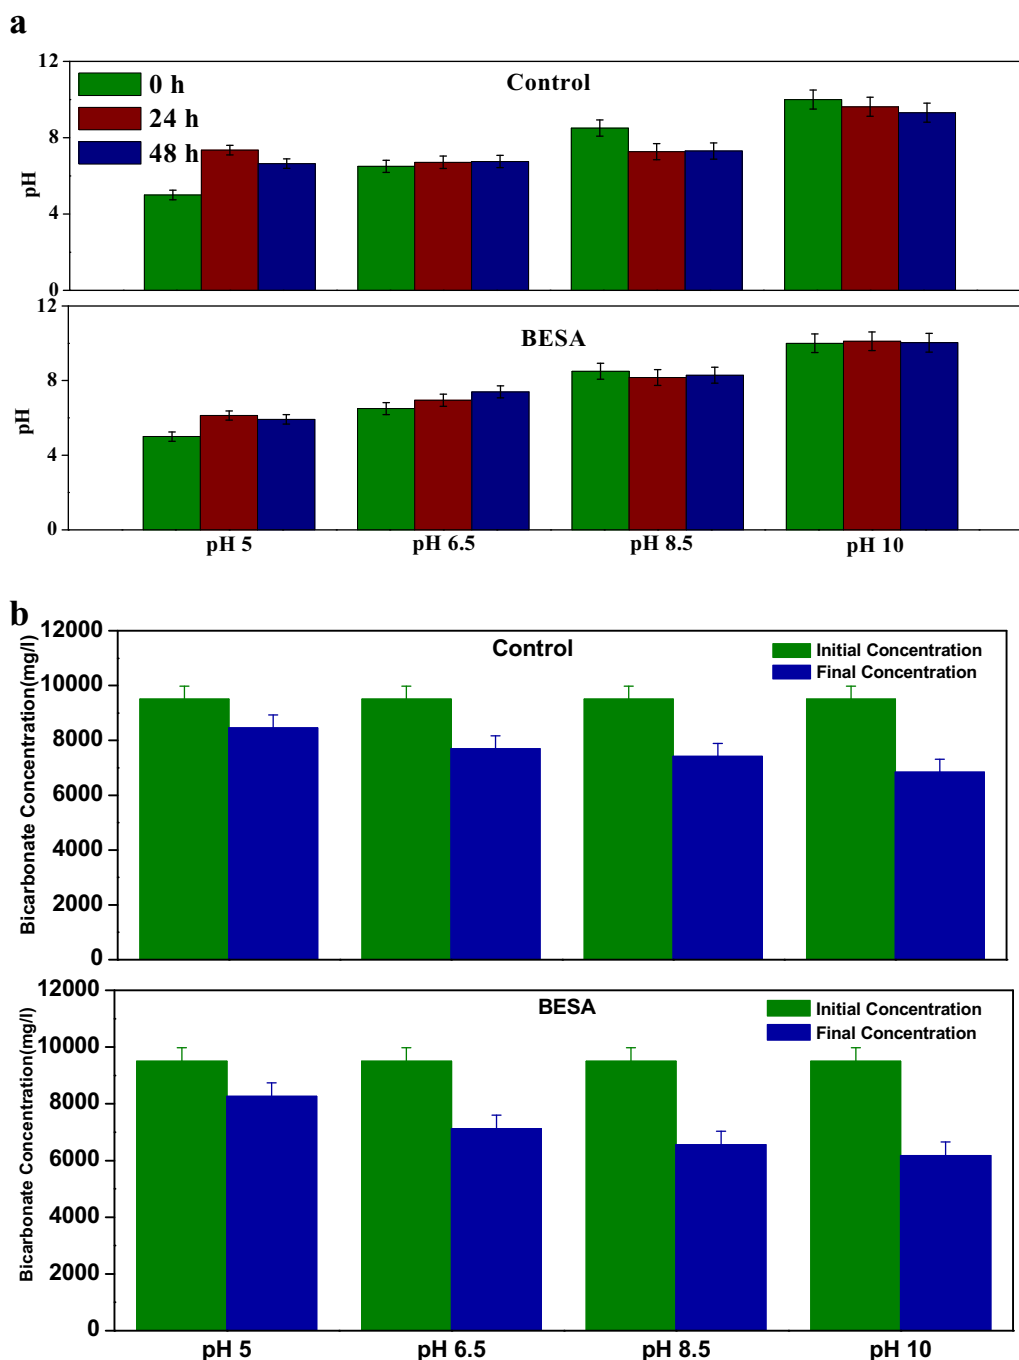 a
12
8
4
0
pH
0 h
24 h
48 h
Control
12
8
4
0
pH
BESA
pH 5
pH 6.5
pH 8.5
pH 10
b
12000
10000
8000
6000
4000
2000
0
Bicarbonate Concentration(mg/l)
Control
Initial Concentration
Final Concentration
12000
10000
8000
6000
4000
2000
0
Bicarbonate Concentration(mg/l)
BESA
Initial Concentration
Final Concentration
pH 5
pH 6.5
pH 8.5
pH 10